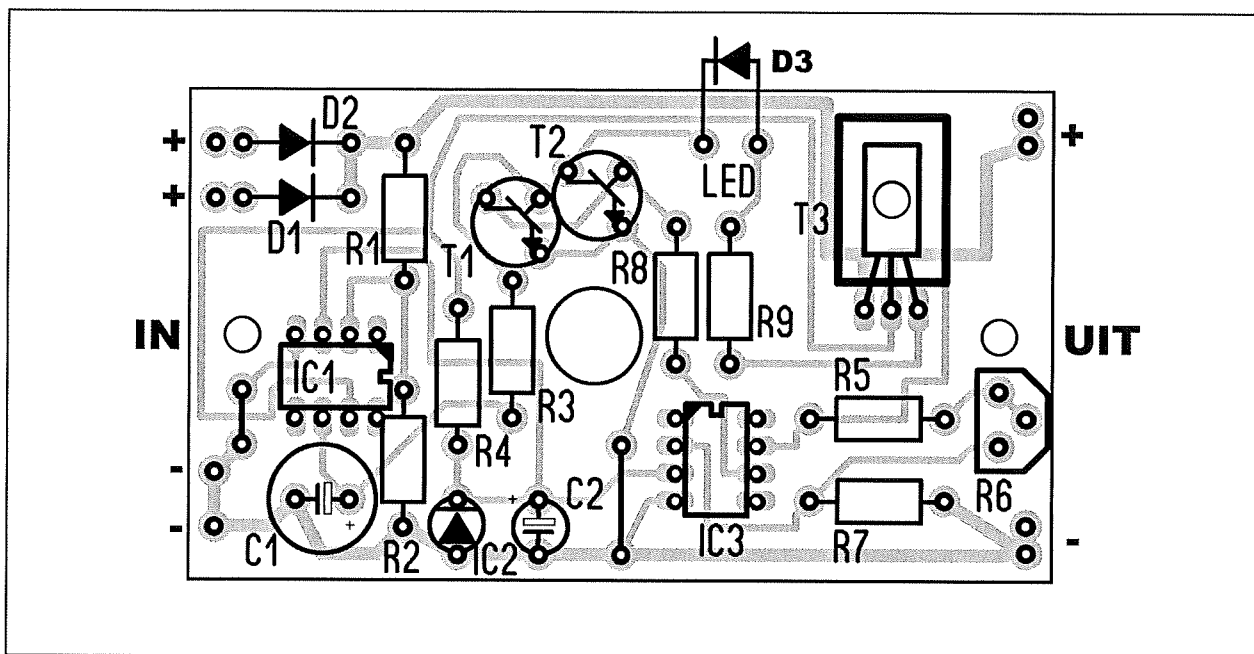 D3
D2
+
T2
+
LED
+
D1
R1
T1
T3
R8
IN
R9
UIT
IC1
R3
R5
R4
-
C2
R6
+
+
-
C1
R2
IC2
IC3
R7
-